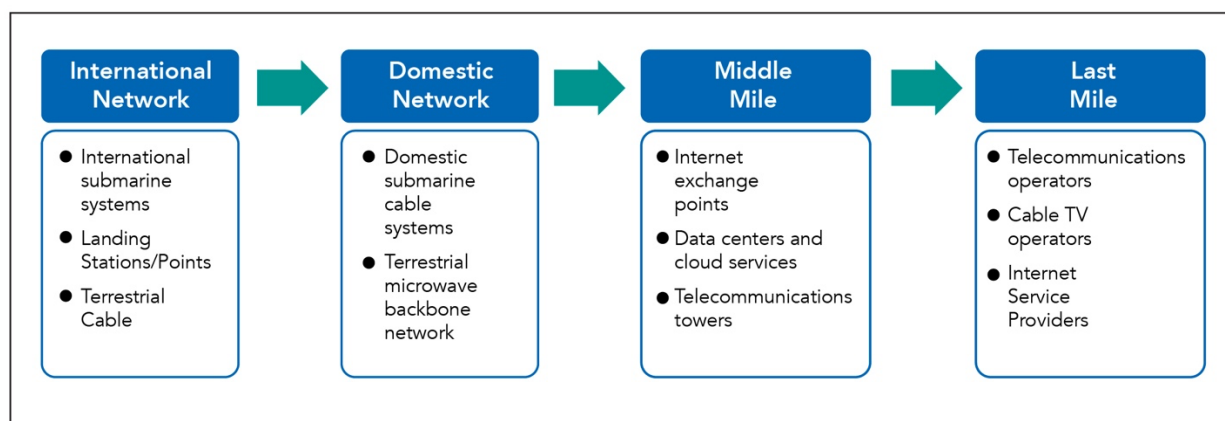 International
Network
● International
submarine
systems
● Landing
Stations/Points
● Terrestrial
Cable
Domestic
Network
● Domestic
submarine
cable
systems
● Terrestrial
microwave
backbone
network
Middle
Mile
● Internet
exchange
points
● Data centers and
cloud services
● Telecommunications
towers
Last
Mile
● Telecommunications
operators
● Cable TV
operators
● Internet
Service
Providers